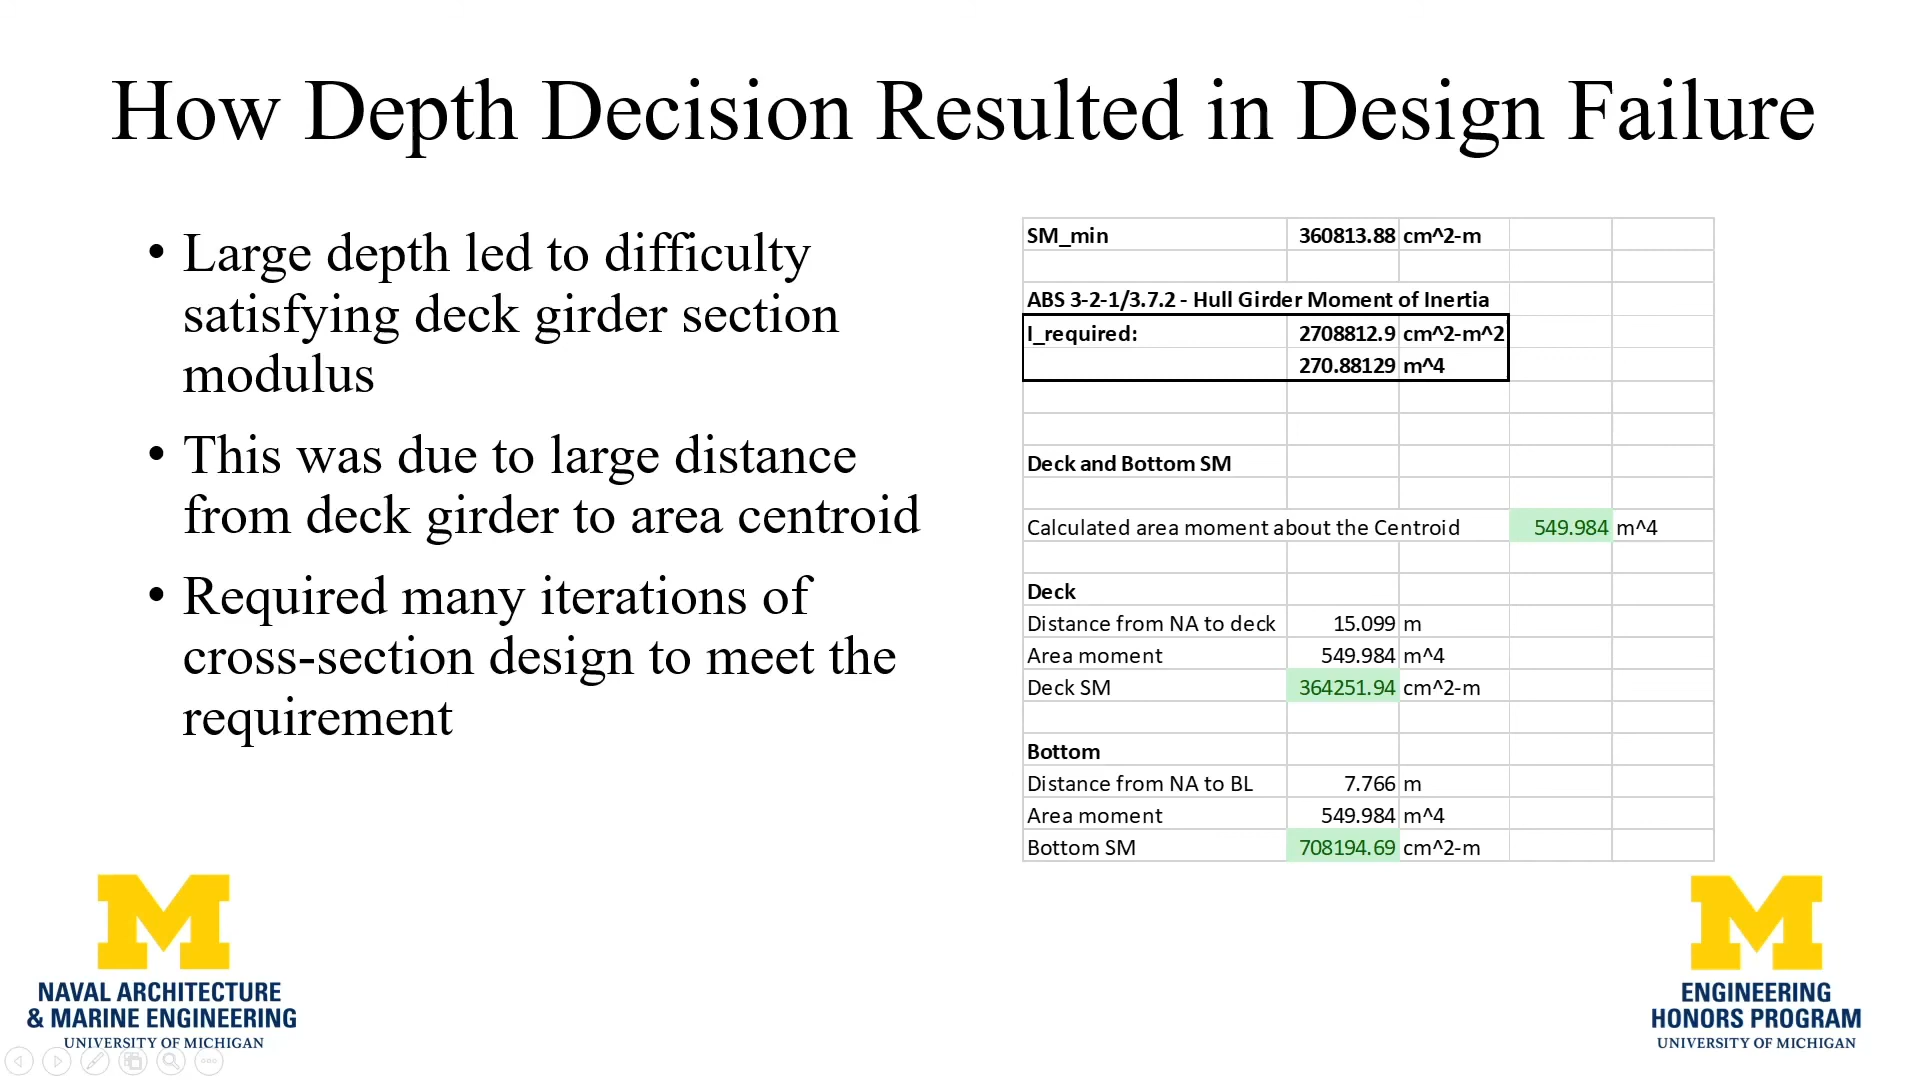 How Depth Decision Resulted in Design Failure
• Large depth led to difficulty
satisfying deck girder section
modulus
• This was due to large distance
from deck girder to area centroid
• Required many iterations of
cross-section design to meet the
requirement
SM_min 360813.88 cm^2-m
ABS 3-2-1/3.7.2 - Hull Girder Moment of Inertia
I_required: 2708812.9 cm^2-m^2
270.88129 m^4
Deck and Bottom SM
Calculated area moment about the Centroid 549.984 m^4
Deck
Distance from NA to deck 15.099 m
Area moment 549.984 m^4
Deck SM 364251.94 cm^2-m
Bottom
Distance from NA to BL 7.766 m
Area moment 549.984 m^4
Bottom SM 708194.69 cm^2-m
M
NAVAL ARCHITECTURE
& MARINE ENGINEERING
UNIVERSITY OF MICHIGAN
M
ENGINEERING
HONORS PROGRAM
UNIVERSITY OF MICHIGAN